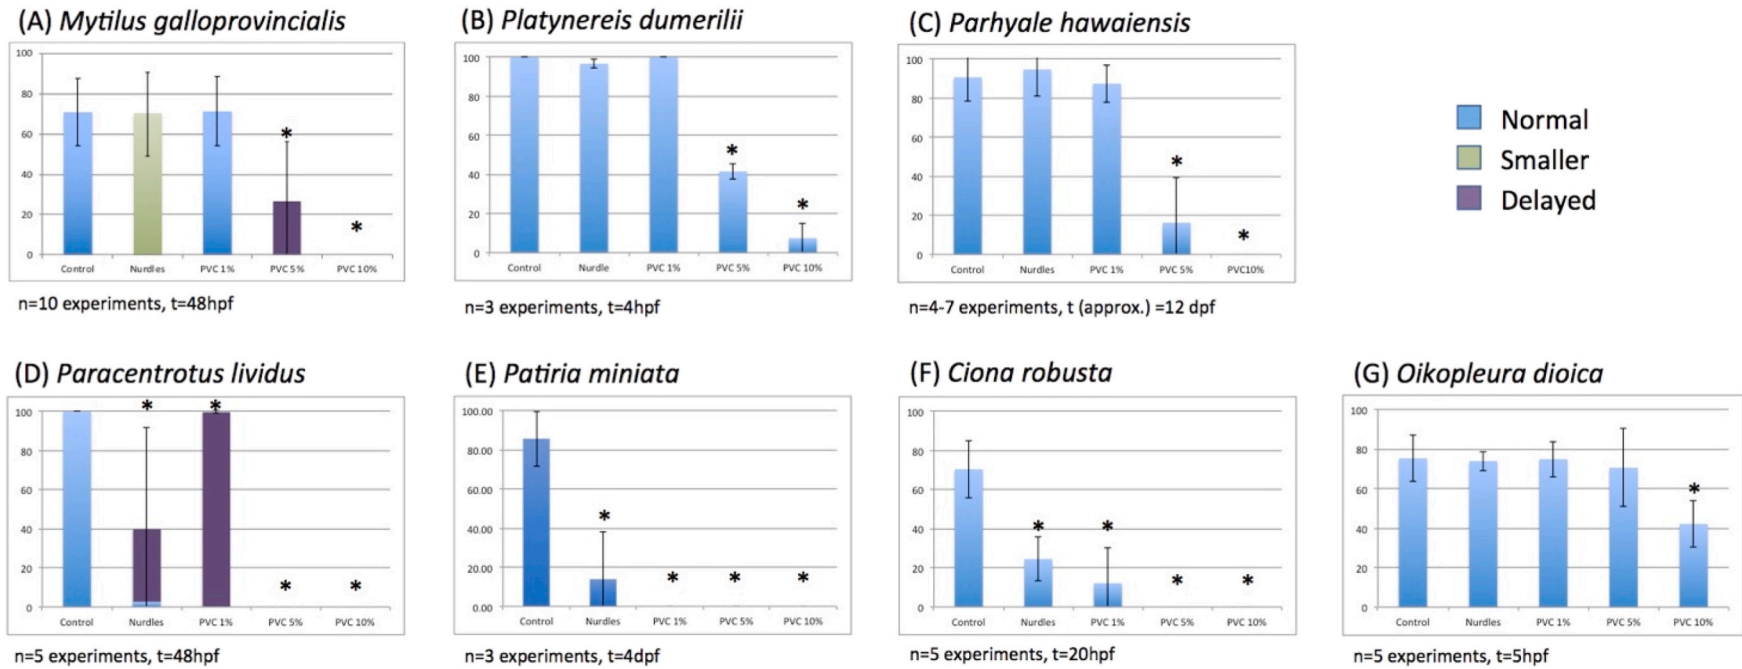 (A) Mytilus galloprovincialis
100
80
60
40
20
0
*
*
Control Nurdles PVC 1% PVC 5% PVC 10%
n=10 experiments, t=48hpf
(B) Platynereis dumerilii
100
80
60
40
20
0
*
*
Control Nurdle PVC 1% PVC 5% PVC 10%
n=3 experiments, t=4hpf
(C) Parhyale hawaiensis
100
80
60
40
20
0
*
*
Control Nurdles PVC 1% PVC 5% PVC10%
n=4-7 experiments, t (approx.) =12 dpf
Normal
Smaller
Delayed
(D) Paracentrotus lividus
100
80
60
40
20
0
* *
* *
Control Nurdles PVC 1% PVC 5% PVC 10%
n=5 experiments, t=48hpf
(E) Patiria miniata
100.00
80.00
60.00
40.00
20.00
0.00
*
* * *
Control Nurdles PVC 1% PVC 5% PVC 10%
n=3 experiments, t=4dpf
(F) Ciona robusta
100
80
60
40
20
0
* *
* *
Control Nurdles PVC 1% PVC 5% PVC 10%
n=5 experiments, t=20hpf
(G) Oikopleura dioica
100
80
60
40
20
0
*
Control Nurdles PVC 1% PVC 5% PVC 10%
n=5 experiments, t=5hpf